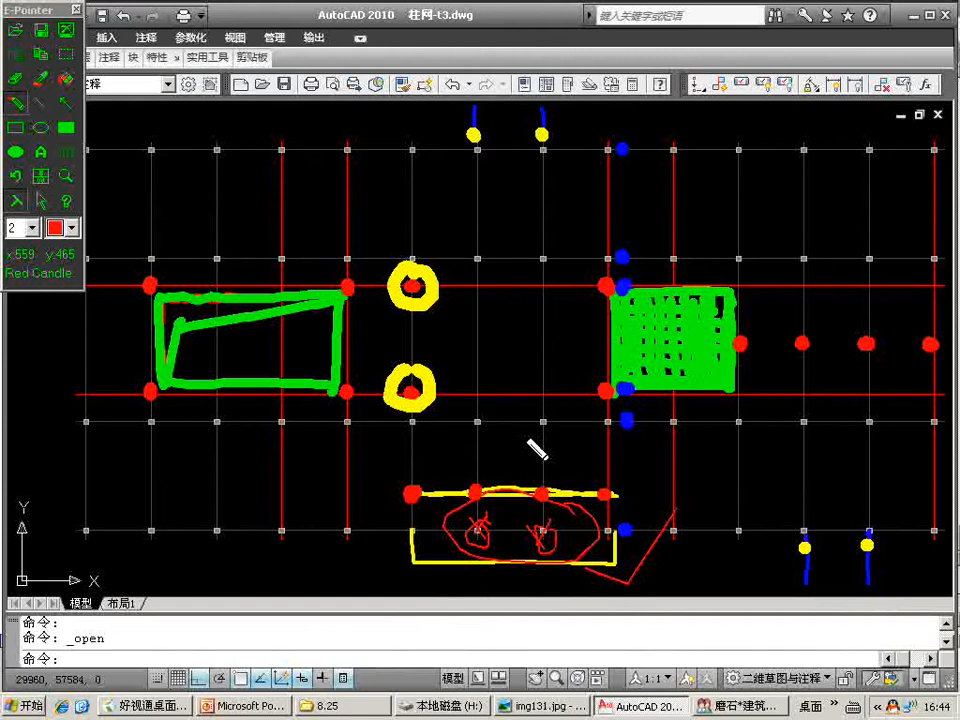 E-Pointer
AutoCAD 2010 柱网-t3.dwg
键入关键字或短语
插入 注释 参数化 视图 管理 输出
注释 块 特性 实用工具 剪贴板
注释
2
x:559 y:465
Red Candle
Y
X
模型 布局1
命令:
命令: _open
命令:
29960, 57584, 0
模型
1:1
二维草图与注释
开始
好视通主页面...
Microsoft Po...
8.25
本地磁盘 (H:)
img131.jpg - ...
AutoCAD 20...
磨石*建筑...
桌面
16:44